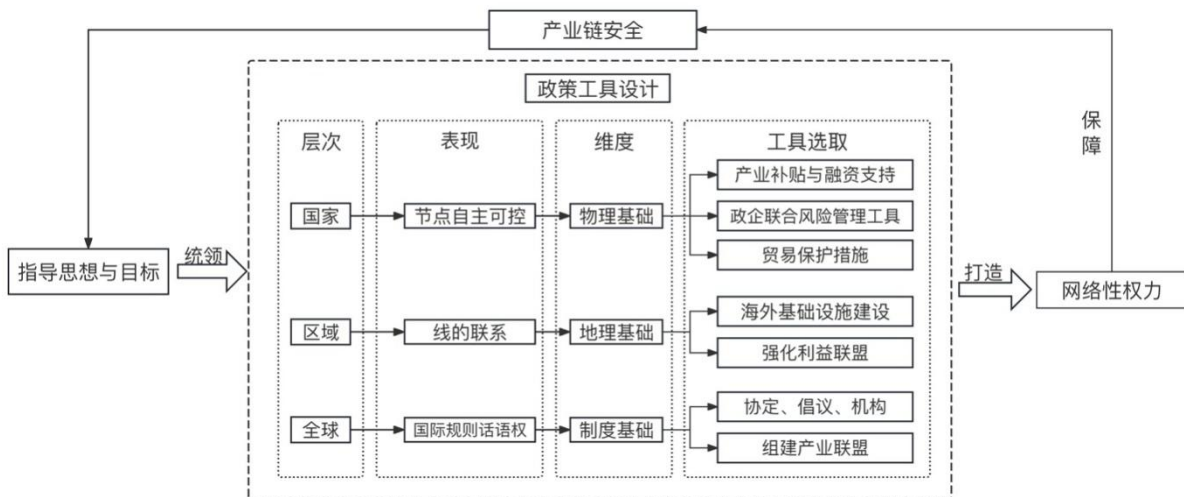 产业链安全
政策工具设计
保障
层次
表现
维度
工具选取
产业补贴与融资支持
国家
节点自主可控
物理基础
政企联合风险管理工具
贸易保护措施
指导思想与目标
统领
打造
网络性权力
区域
线的联系
地理基础
海外基础设施建设
强化利益联盟
全球
国际规则话语权
制度基础
协定、倡议、机构
组建产业联盟